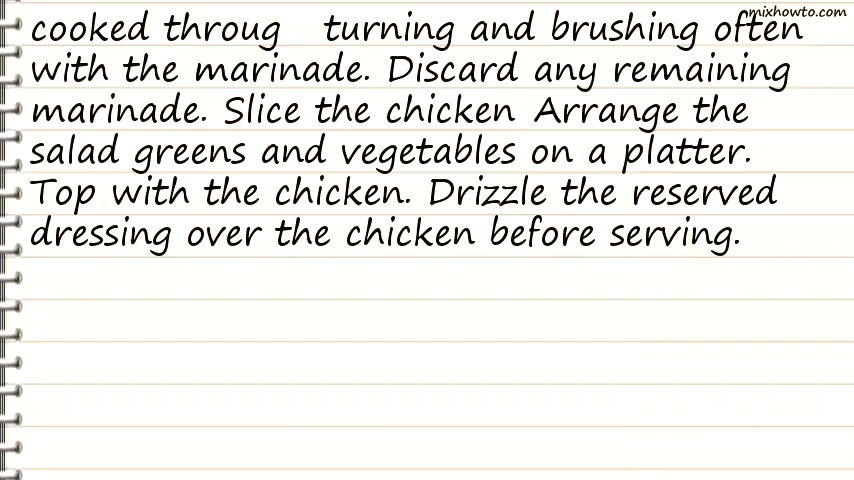 mixhowto.com
cooked throug turning and brushing often
with the marinade. Discard any remaining
marinade. Slice the chicken Arrange the
salad greens and vegetables on a platter.
Top with the chicken. Drizzle the reserved
dressing over the chicken before serving.